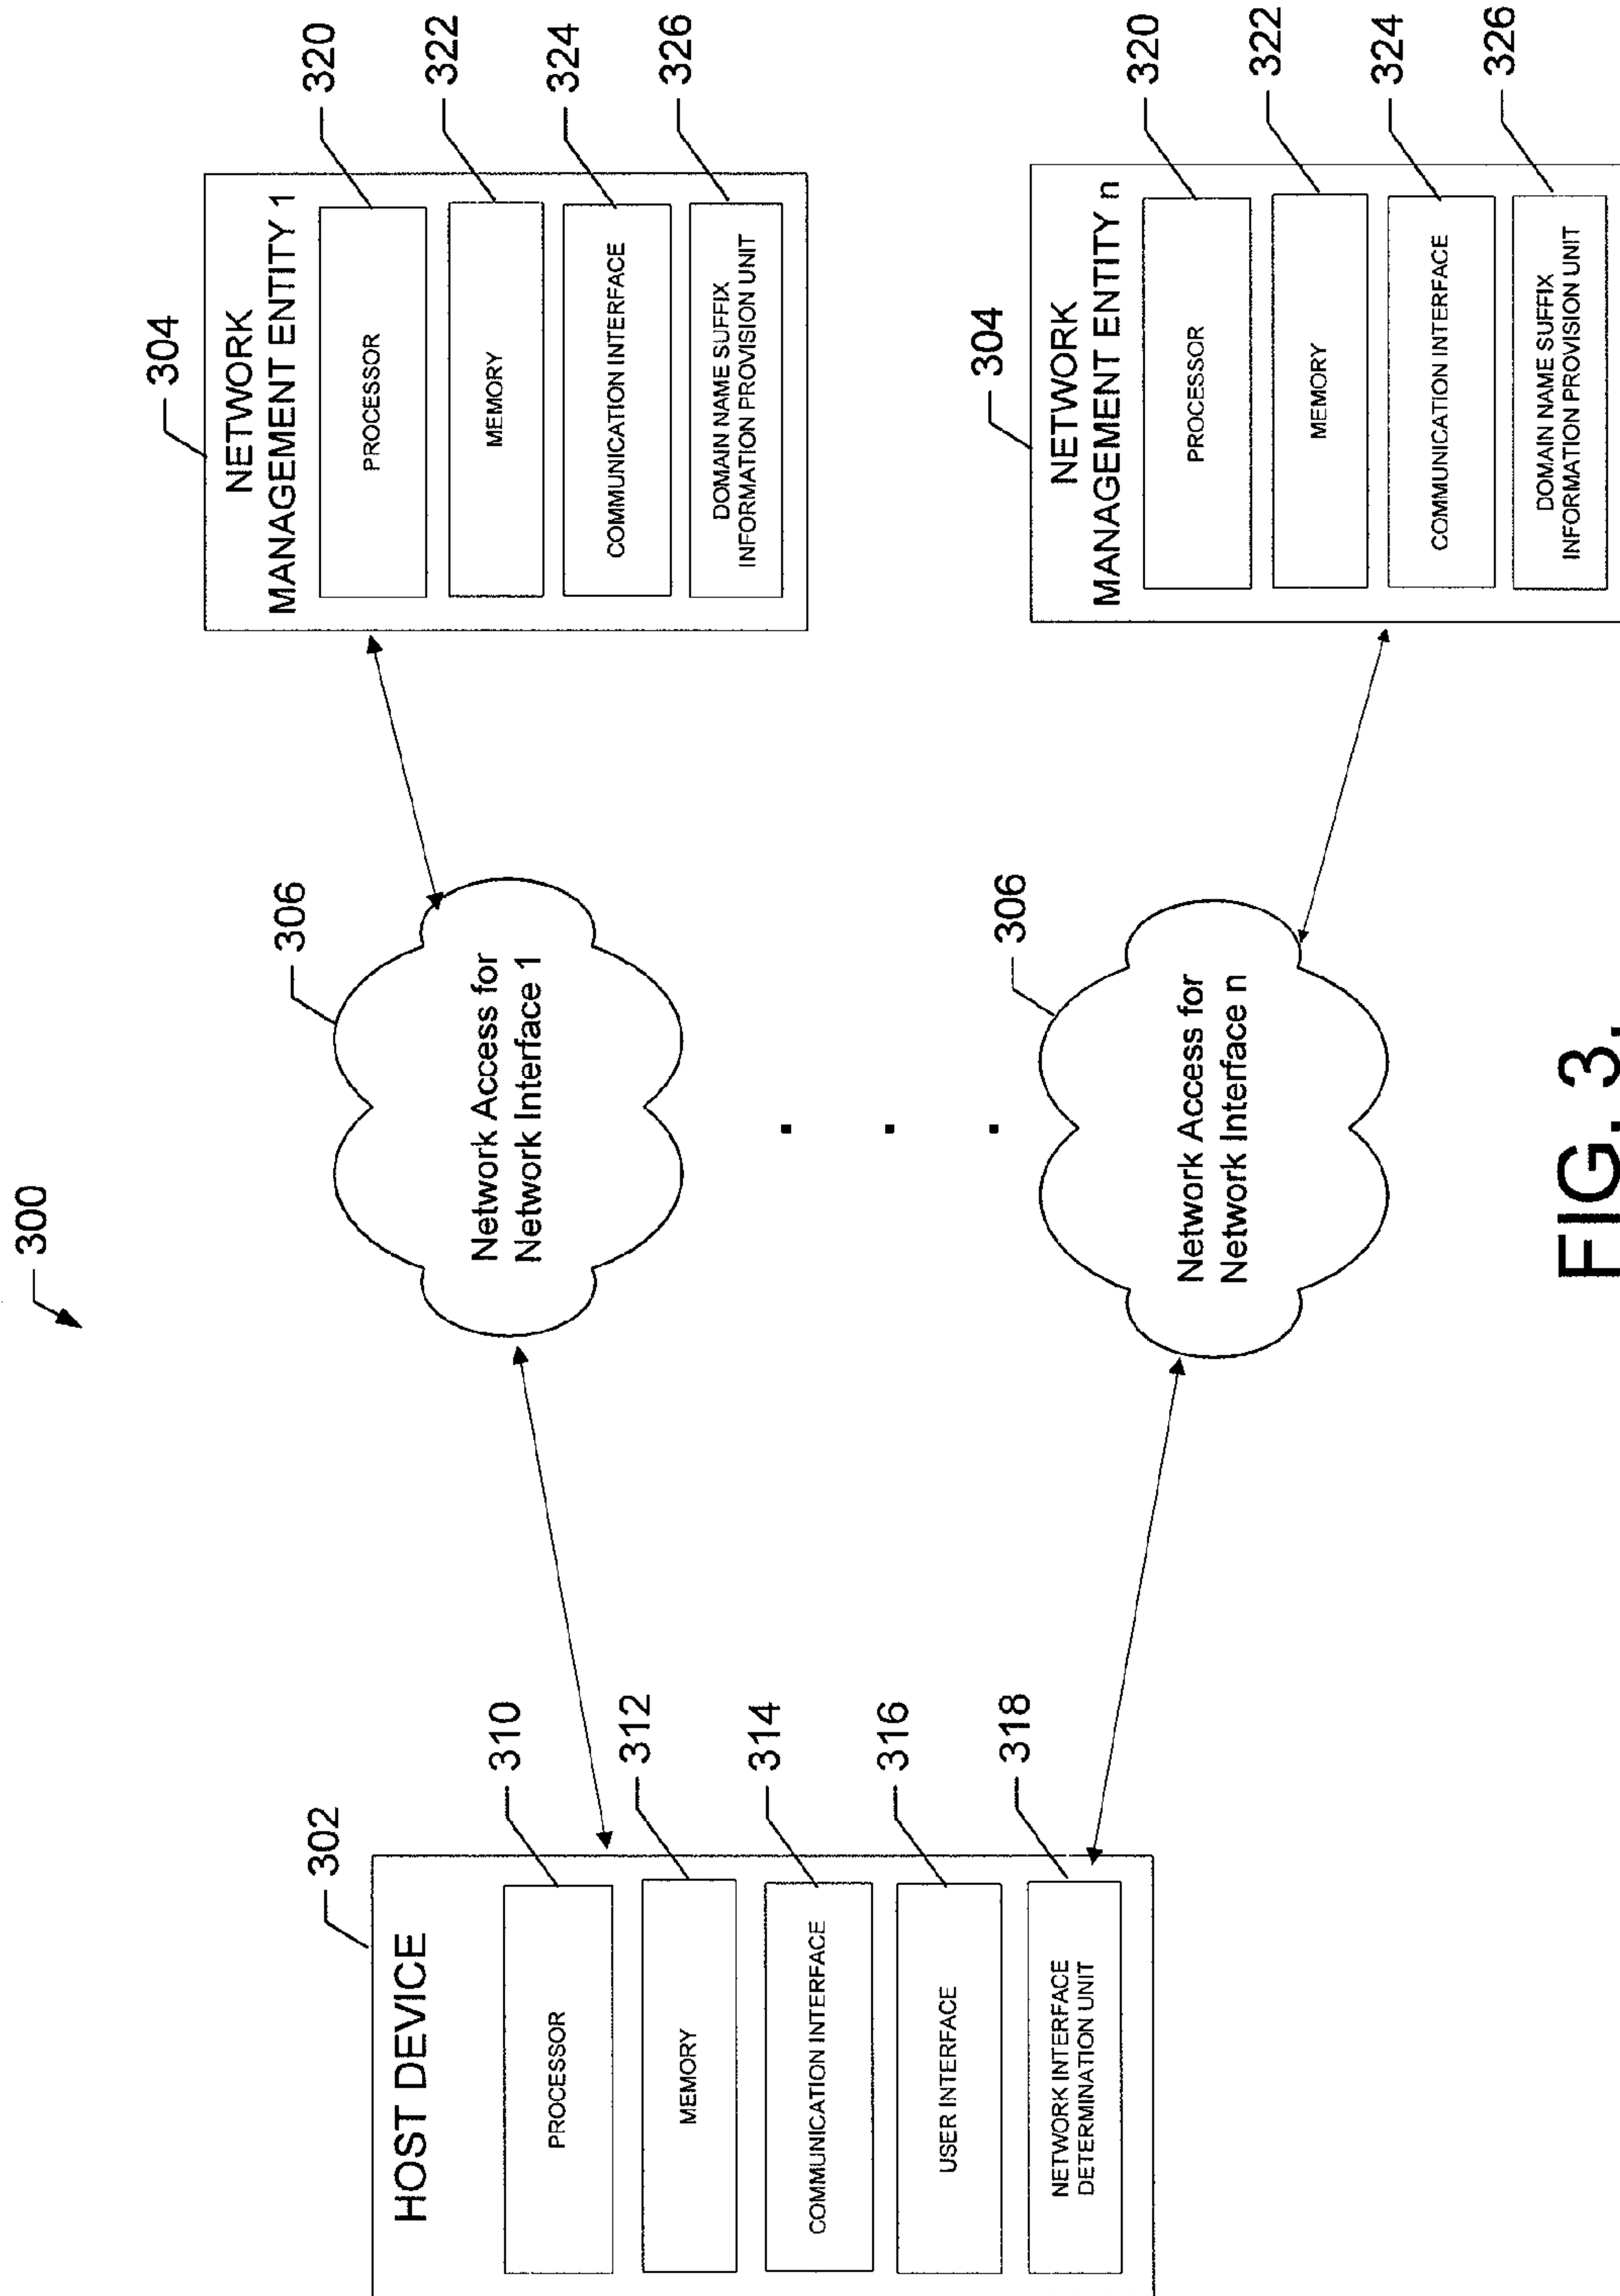 300
302
HOST DEVICE
310
PROCESSOR
312
MEMORY
314
COMMUNICATION INTERFACE
316
USER INTERFACE
318
NETWORK INTERFACE
DETERMINATION UNIT
306
Network Access for
Network Interface 1
. . .
306
Network Access for
Network Interface n
304
NETWORK
MANAGEMENT ENTITY 1
320
PROCESSOR
322
MEMORY
324
COMMUNICATION INTERFACE
326
DOMAIN NAME SUFFIX
INFORMATION PROVISION UNIT
304
NETWORK
MANAGEMENT ENTITY n
320
PROCESSOR
322
MEMORY
324
COMMUNICATION INTERFACE
326
DOMAIN NAME SUFFIX
INFORMATION PROVISION UNIT
FIG. 3.